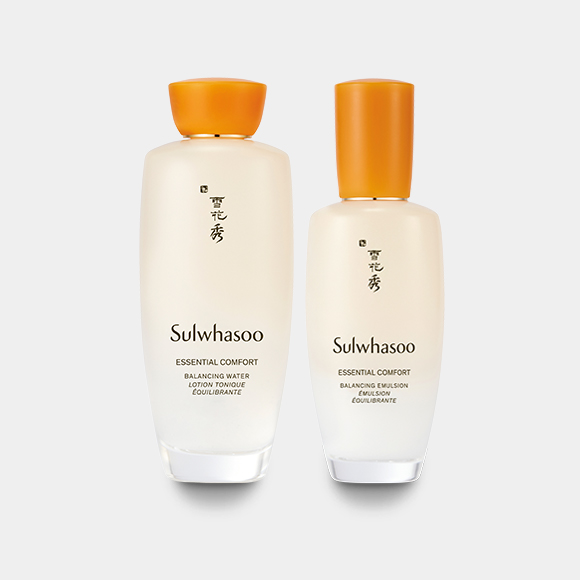 雪
花
秀
Sulwhasoo
ESSENTIAL COMFORT
BALANCING WATER
LOTION TONIQUE
ÉQUILIBRANTE
雪
花
秀
Sulwhasoo
ESSENTIAL COMFORT
BALANCING EMULSION
ÉMULSION
ÉQUILIBRANTE